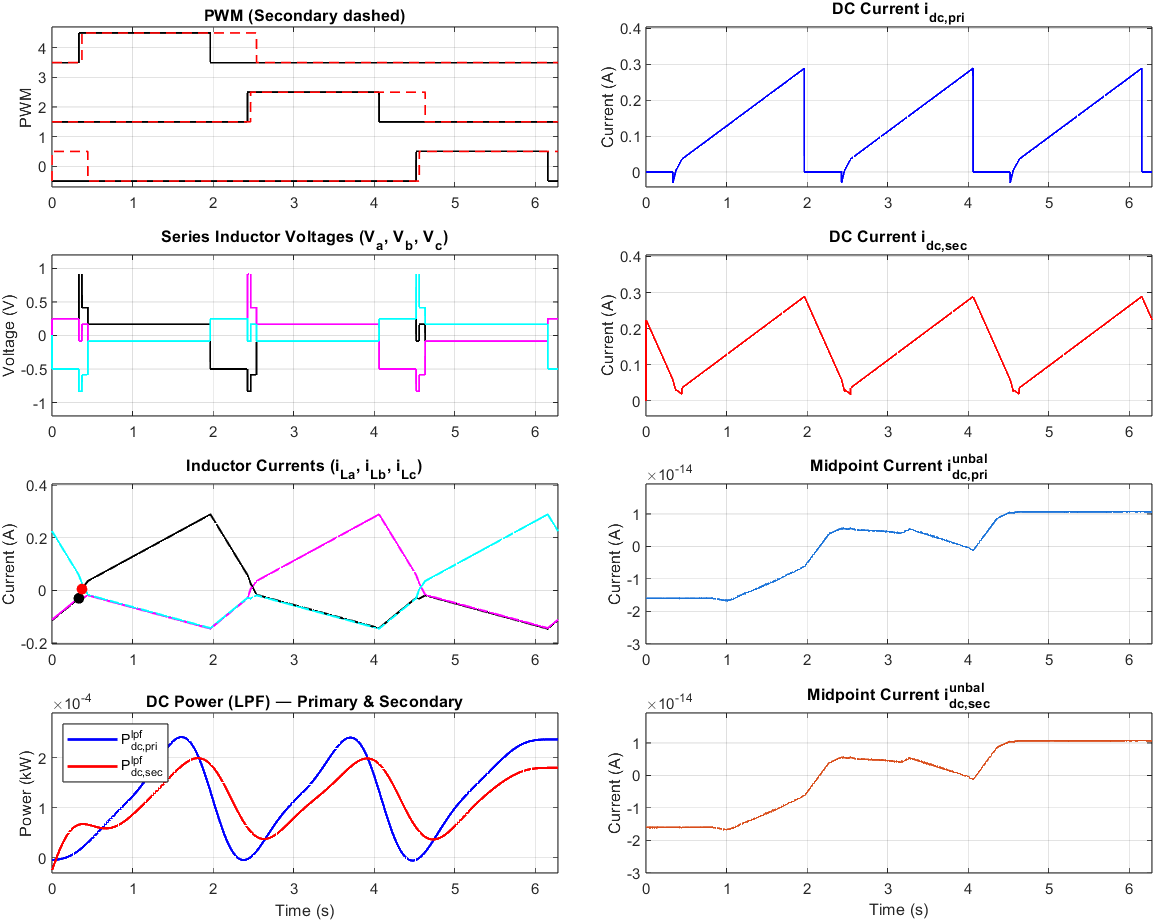 PWM (Secondary dashed)
PWM
4
3
2
1
0
0 1 2 3 4 5 6
DC Current i_dc,pri
Current (A)
0.4
0.3
0.2
0.1
0
0 1 2 3 4 5 6
Series Inductor Voltages (V_a, V_b, V_c)
Voltage (V)
1
0.5
0
-0.5
-1
0 1 2 3 4 5 6
DC Current i_dc,sec
Current (A)
0.4
0.3
0.2
0.1
0
0 1 2 3 4 5 6
Inductor Currents (i_La, i_Lb, i_Lc)
Current (A)
0.4
0.2
0
-0.2
0 1 2 3 4 5 6
Midpoint Current i^unbal_dc,pri
×10^-14
Current (A)
1
0
-1
-2
-3
0 1 2 3 4 5 6
DC Power (LPF) — Primary & Secondary
×10^-4
Power (kW)
P^lpf_dc,pri
P^lpf_dc,sec
2
1
0
0 1 2 3 4 5 6
Time (s)
Midpoint Current i^unbal_dc,sec
×10^-14
Current (A)
1
0
-1
-2
-3
0 1 2 3 4 5 6
Time (s)